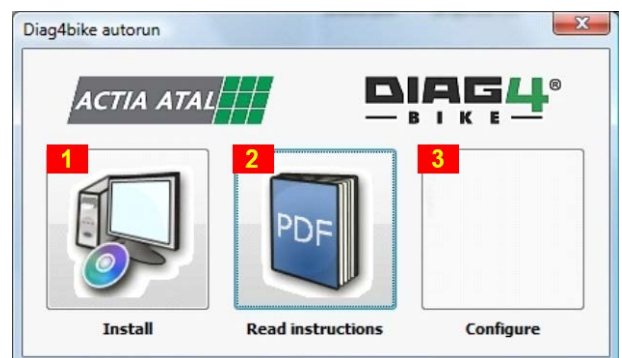 Diag4bike autorun
ACTIA ATAL
DIAG4®
BIKE
1
2
3
PDF
Install
Read instructions
Configure